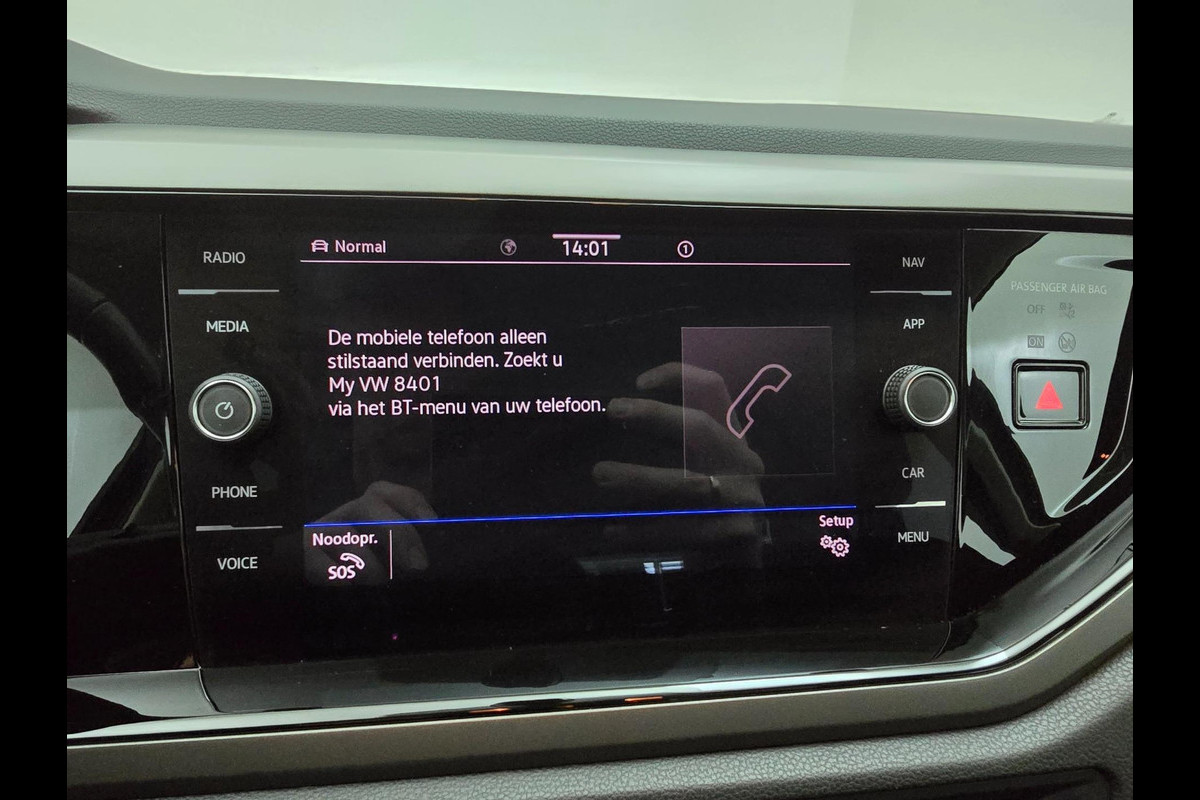 RADIO
MEDIA
PHONE
VOICE
Normal
14:01
1
De mobiele telefoon alleen
stilstaand verbinden. Zoekt u
My VW 8401
via het BT-menu van uw telefoon.
Noodopr.
SOS
Setup
NAV
APP
CAR
MENU
PASSENGER AIR BAG
OFF
ON